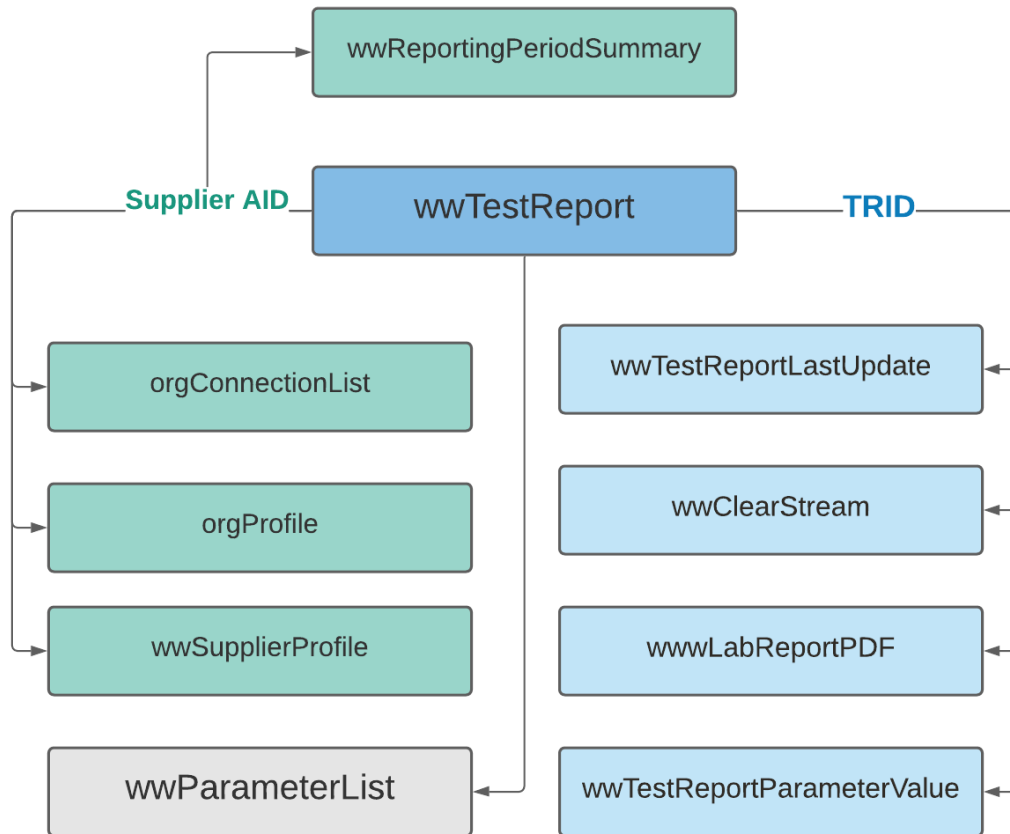 wwReportingPeriodSummary
Supplier AID
wwTestReport
TRID
orgConnectionList
wwTestReportLastUpdate
orgProfile
wwClearStream
wwSupplierProfile
wwwLabReportPDF
wwParameterList
wwTestReportParameterValue